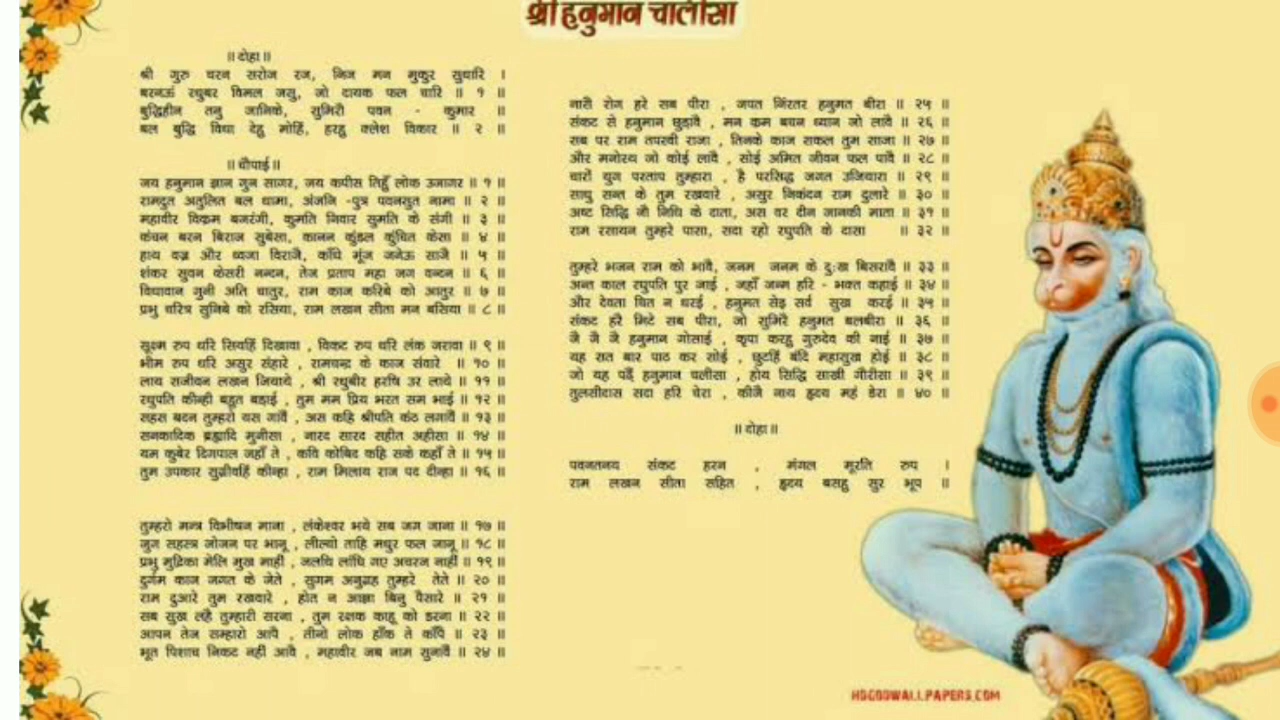 श्री हनुमान चालीसा
॥ दोहा ॥
श्री गुरु चरन सरोज रज, निज मन मुकुर सुधारि ।
बरनऊं रघुबर विमल जसु, जो दायक फल चारि ॥ १ ॥
बुद्धिहीन तनु जानिके, सुमिरौ पवन - कुमार ॥
बल बुद्धि विधा देहु मोहिं, हरहु क्लेश विकार ॥ २ ॥
॥ चौपाई ॥
जय हनुमान ज्ञान गुन सागर, जय कपीस तिहुँ लोक उजागर ॥ १ ॥
रामदुत अतुलित बल धामा, अंजनि -पुत्र पवनसुत नामा ॥ २ ॥
महावीर विक्रम बजरंगी, कुमति निवार सुमति के संगी ॥ ३ ॥
कंचन बरन बिराज सुबेसा, कानन कुंडल कुंचित केसा ॥ ४ ॥
हाथ वज्र और ध्वजा विराजै, काँधे मूंज जनेऊ साजै ॥ ५ ॥
शंकर सुवन केसरी नन्दन, तेज प्रताप महा जग वन्दन ॥ ६ ॥
विधावान गुनी अति चातुर, राम काज करिबे को आतुर ॥ ७ ॥
प्रभु चरित्र सुनिबे को रसिया, राम लखन सीता मन बसिया ॥ ८ ॥
सूक्ष्म रुप धरि सियहिं दिखावा , विकट रुप धरि लंक जरावा ॥ ९ ॥
भीम रुप धरि असुर संहारे , रामचन्द्र के काज संवारे ॥ १० ॥
लाय सजीवन लखन जियाये , श्री रघुबीर हरषि उर लाये ॥ ११ ॥
रघुपति कीन्ही बहुत बड़ाई , तुम मम प्रिय भरत सम भाई ॥ १२ ॥
सहस बदन तुम्हरो यस गांवै , अस कहि श्रीपति कंठ लगावैं ॥ १३ ॥
सनकादिक ब्रह्मादि मुनीसा , नारद सारद सहीत अहीसा ॥ १४ ॥
यम कुबेर दिगपाल जहाँ ते , कवि कोबिद कहि सके कहाँ ते ॥ १५ ॥
तुम उपकार सुग्रीवहिं कीन्हा , राम मिलाय राज पद दीन्हा ॥ १६ ॥
तुम्हरो मन्त्र विभीषन माना , लंकेश्वर भये सब जग जाना ॥ १७ ॥
जुग सहस्त्र जोजन पर भानू , लील्यो ताहि मधुर फल जानू ॥ १८ ॥
प्रभु मुद्रिका मेलि मुख माहीं , जलधि लाँघि गए अचरज नाहीं ॥ १९ ॥
दुर्गम काज जगत के जेते , सुगम अनुग्रह तुम्हरे तेते ॥ २० ॥
राम दुआरे तुम रखवारे , होत न आज्ञा बिनु पैसारे ॥ २१ ॥
सब सुख लहै तुम्हारी सरना , तुम रक्षक काहू को डरना ॥ २२ ॥
आपन तेज सम्हारो आपै , तीनो लोक हाँक ते काँपै ॥ २३ ॥
भूत पिशाच निकट नहीं आवै , महावीर जब नाम सुनावैं ॥ २४ ॥
नासै रोग हरे सब पीरा , जपत निंरतर हनुमत बीरा ॥ २५ ॥
संकट से हनुमान छुड़ावै , मन क्रम बचन ध्यान जो लावै ॥ २६ ॥
सब पर राम तपस्वी राजा , तिनके काज सकल तुम साजा ॥ २७ ॥
और मनोरथ जो कोई लावै , सोई अमित जीवन फल पावै ॥ २८ ॥
चारों युग परताप तुम्हारा , है परसिद्ध जगत उजियारा ॥ २९ ॥
साधु सन्त के तुम रखवारे , असुर निकंदन राम दुलारे ॥ ३० ॥
अष्ट सिद्धि नौ निधि के दाता, अस वर दीन जानकी माता ॥ ३१ ॥
राम रसायन तुम्हरे पासा, सदा रहो रघुपति के दासा ॥ ३२ ॥
तुम्हरे भजन राम को भावै, जनम जनम के दु:ख बिसरावै ॥ ३३ ॥
अन्त काल रघुपति पुर जाई , जहाँ जन्म हरि - भक्त कहाई ॥ ३४ ॥
और देवता चित न धरई , हनुमत सेइ सर्व सुख करई ॥ ३५ ॥
संकट हरै मिटे सब पीरा, जो सुमिरै हनुमत बलबीरा ॥ ३६ ॥
जै जै जै हनुमान गोसाई , कृपा करहु गुरुदेव की नाई ॥ ३७ ॥
यह सत बार पाठ कर सोई , छुटहिं बंदि महासुख होई ॥ ३८ ॥
जो यह पढ़ैं हनुमान चलीसा , होय सिद्धि साखी गौरीसा ॥ ३९ ॥
तुलसीदास सदा हरि चेरा , कीजै नाथ हृदय महं डेरा ॥ ४० ॥
॥ दोहा ॥
पवनतनय संकट हरन , मंगल मूरति रुप ।
राम लखन सीता सहित , हृदय बसहु सुर भूप ॥
HDGODWALLPAPERS.COM